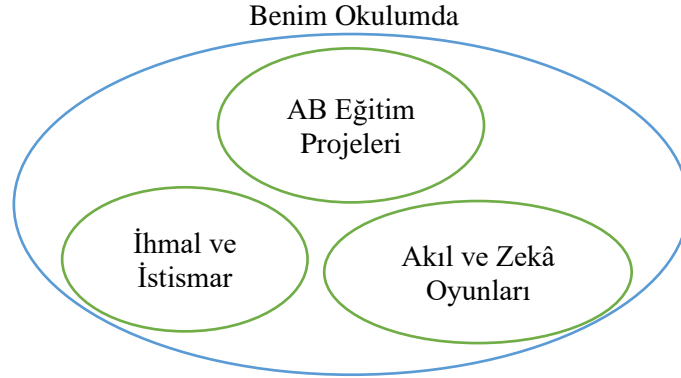 Benim Okulumda
AB Eğitim
Projeleri
İhmal ve
İstismar
Akıl ve Zekâ
Oyunları